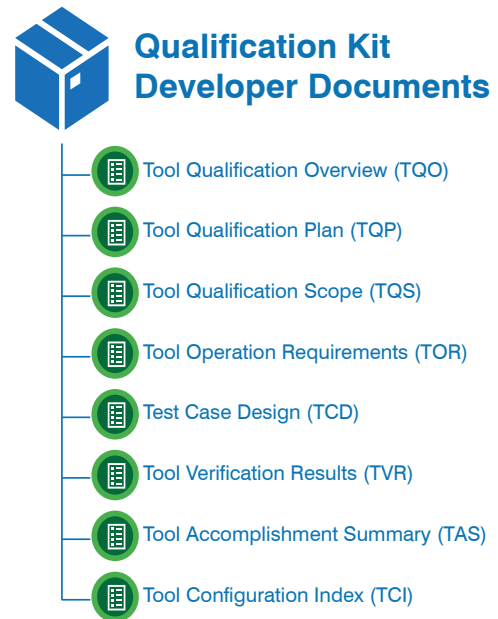 Qualification Kit
Developer Documents
Tool Qualification Overview (TQO)
Tool Qualification Plan (TQP)
Tool Qualification Scope (TQS)
Tool Operation Requirements (TOR)
Test Case Design (TCD)
Tool Verification Results (TVR)
Tool Accomplishment Summary (TAS)
Tool Configuration Index (TCI)